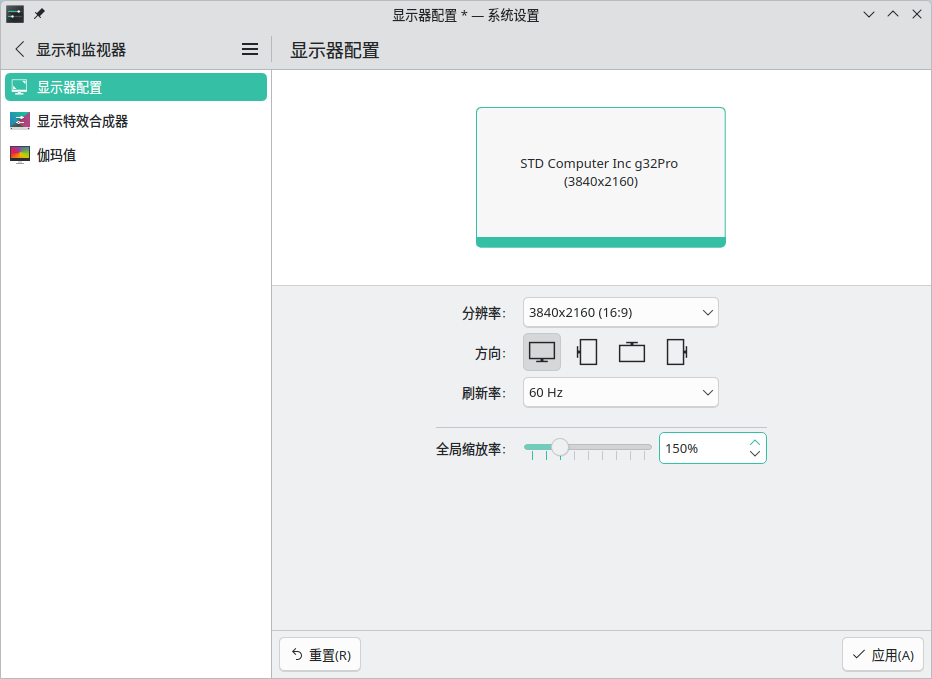 显示器配置 * — 系统设置
显示和监视器
显示器配置
显示器配置
显示特效合成器
伽玛值
STD Computer Inc g32Pro
(3840x2160)
分辨率: 3840x2160 (16:9)
方向:
刷新率: 60 Hz
全局缩放率: 150%
重置(R)
应用(A)